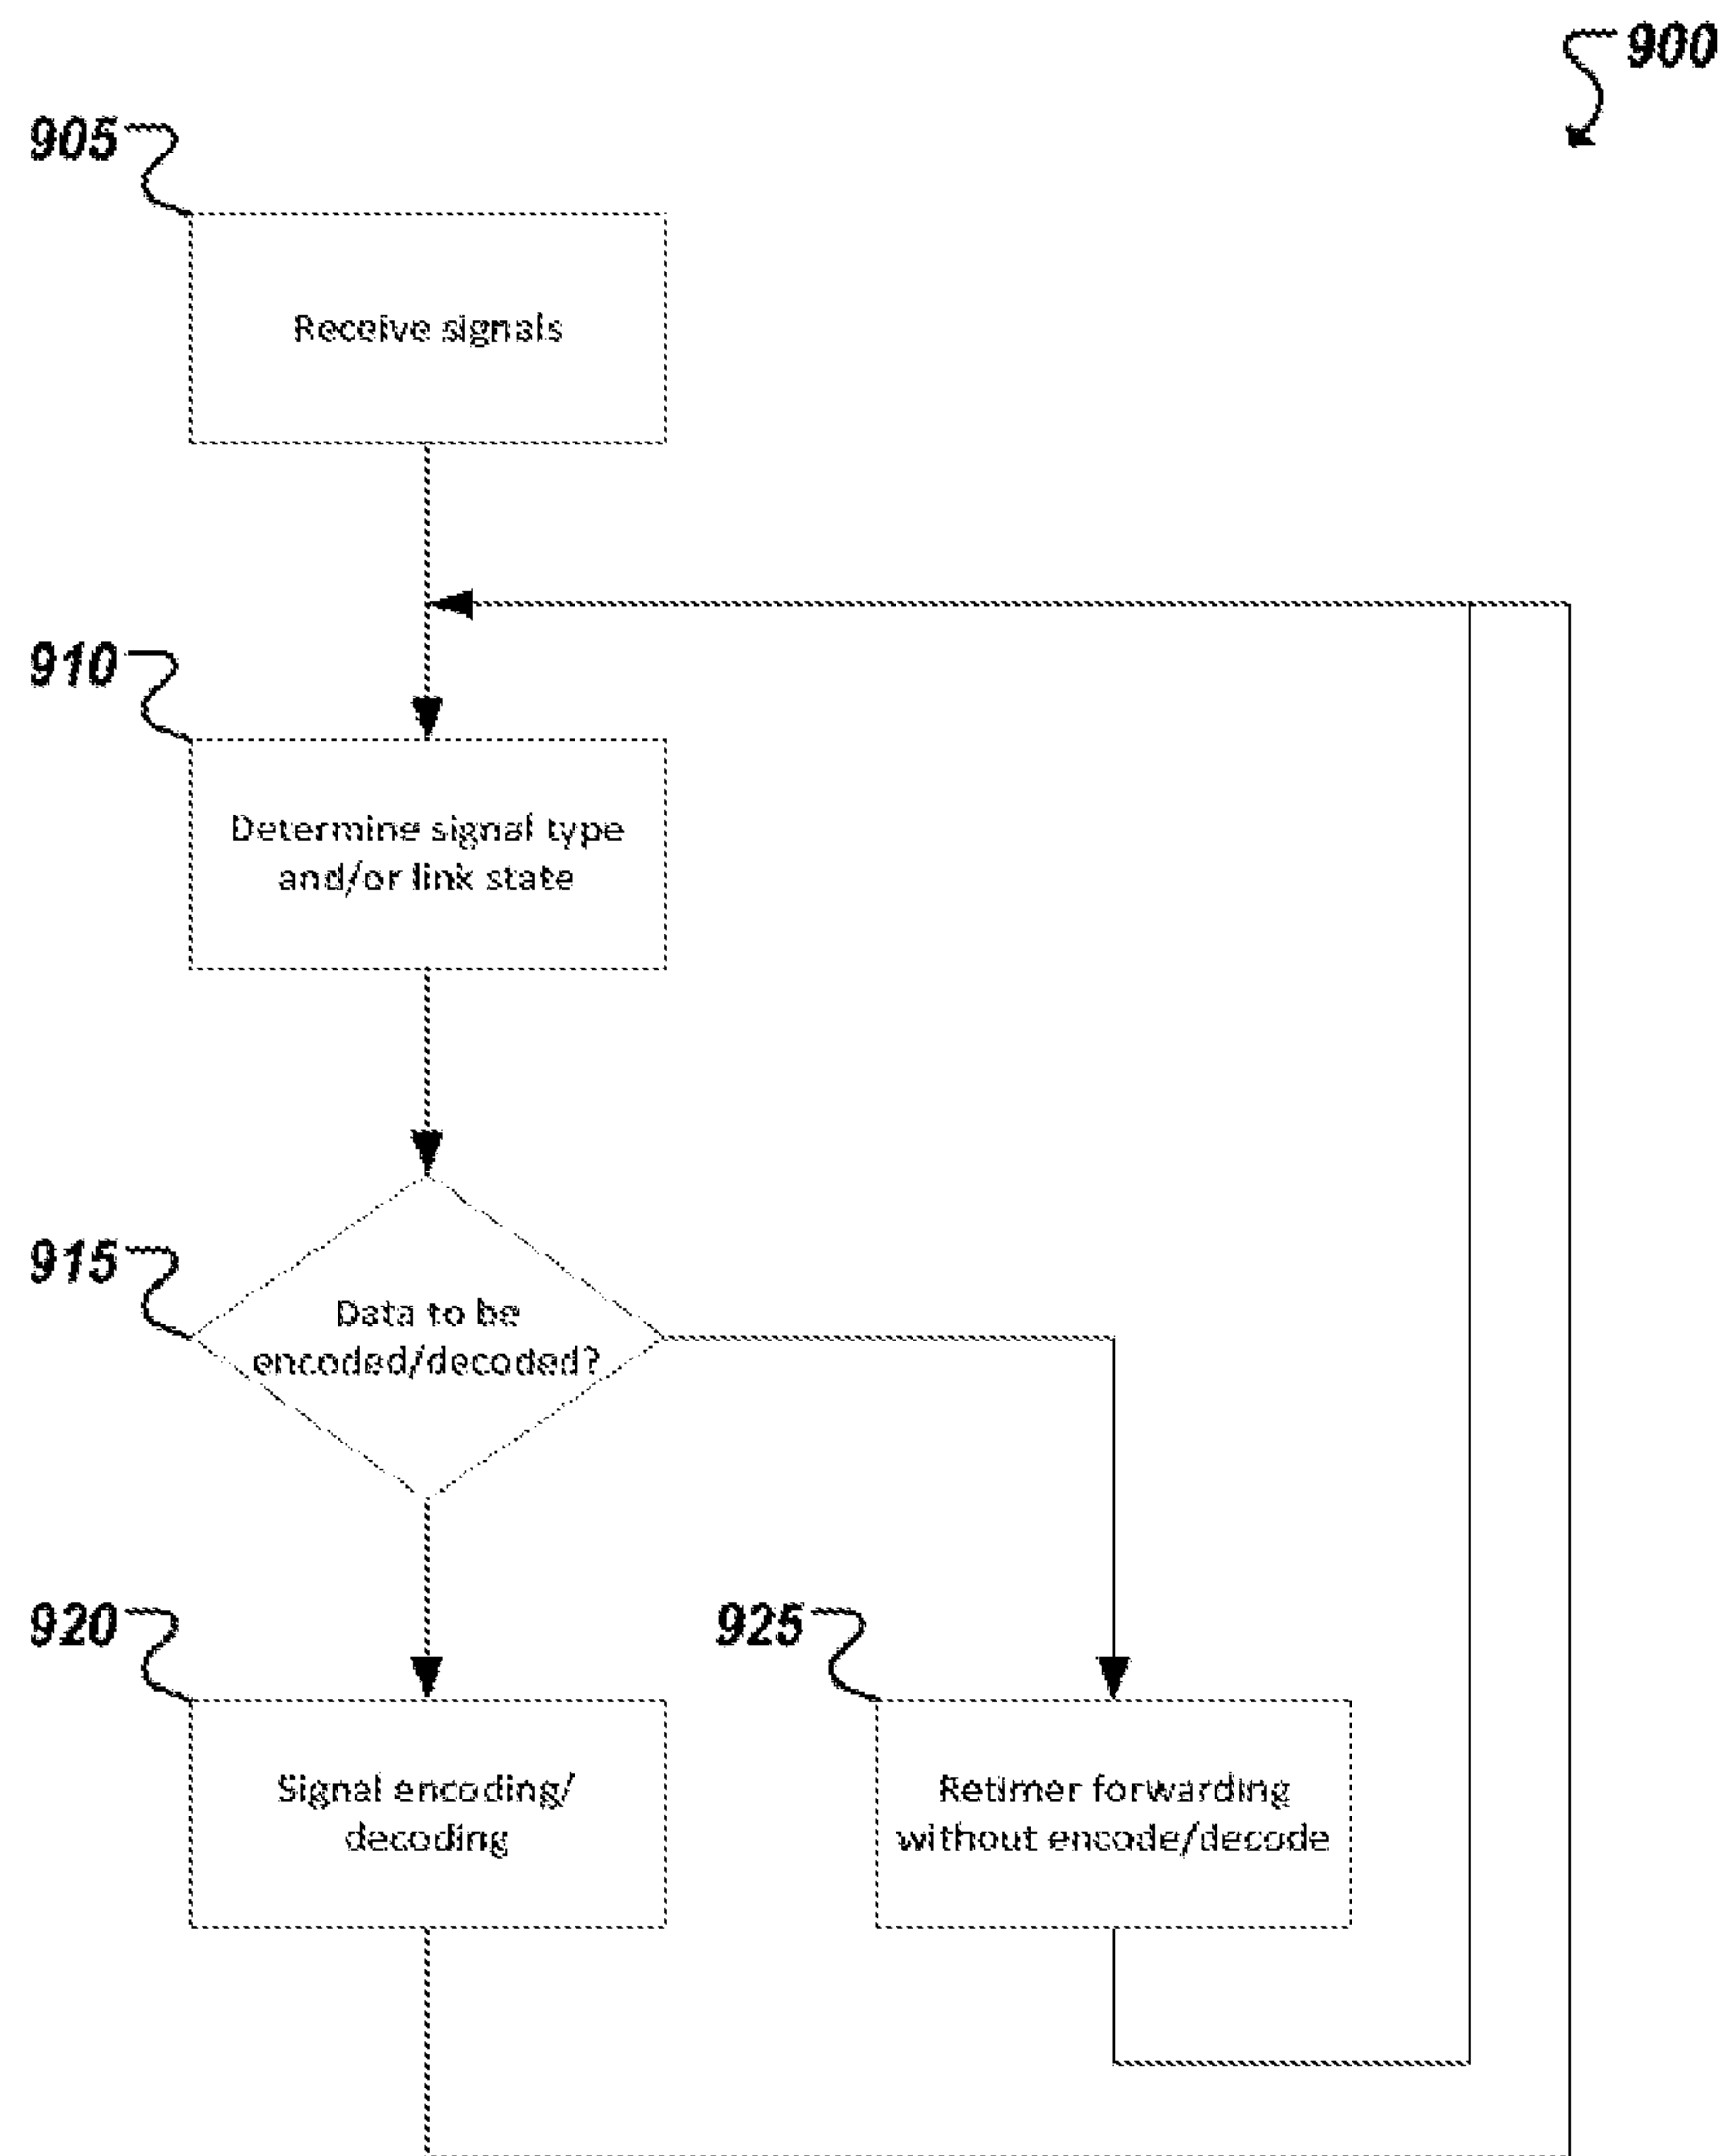 900
905
Receive signals
910
Determine signal type
and/or link state
915
Data to be
encoded/decoded?
920
925
Signal encoding/
decoding
Retimer forwarding
without encode/decode